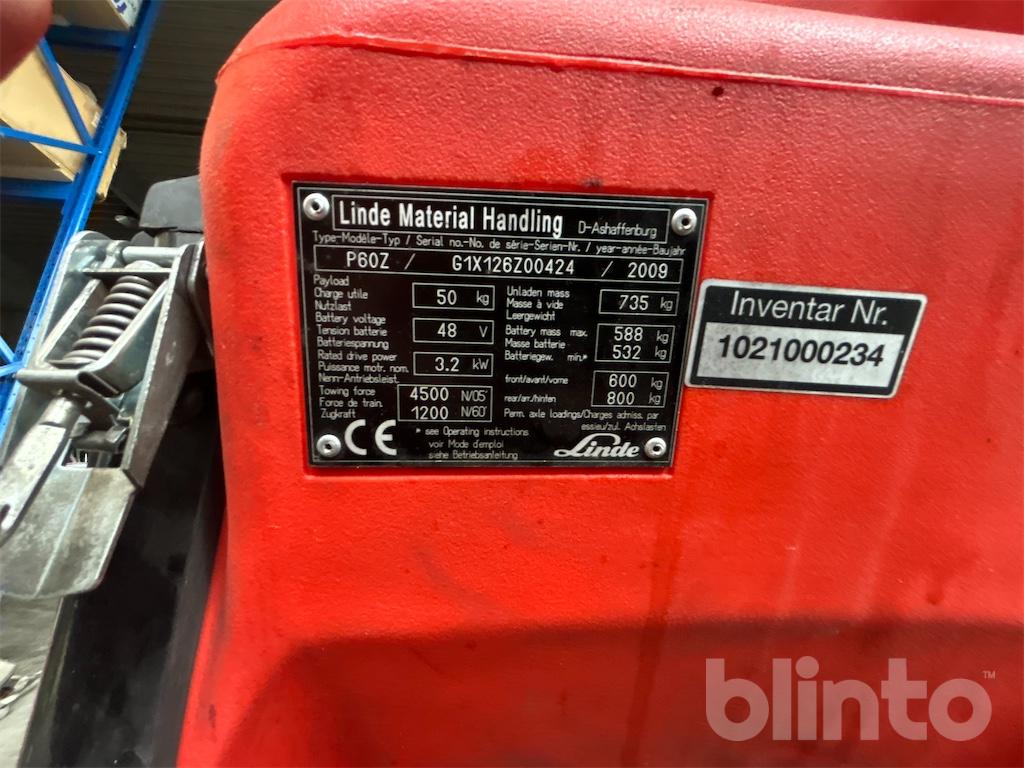 Linde Material Handling D-Ashaffenburg
Type-Modèle-Typ / Serial no.-No. de série-Serien-Nr. / year-année-Baujahr
P60Z / G1X126Z00424 / 2009
Payload
Charge utile
Nutzlast
50 kg
Unladen mass
Masse à vide
Leergewicht
735 kg
Battery voltage
Tension batterie
Batteriespannung
48 V
Battery mass max.
Masse batterie
Batteriegew. min.*
588 kg
532 kg
Rated drive power
Puissance motr. nom.
Nenn-Antriebsleist.
3.2 kW
front/avant/vorne
rear/arr./hinten
600 kg
800 kg
Towing force
Force de train.
Zugkraft
4500 N/05'
1200 N/60'
Perm. axle loadings/Charges admiss. par
essieu/zul. Achslasten
CE
* see Operating instructions
voir Mode d'emploi
siehe Betriebsanleitung
Linde
Inventar Nr.
1021000234
blinto™